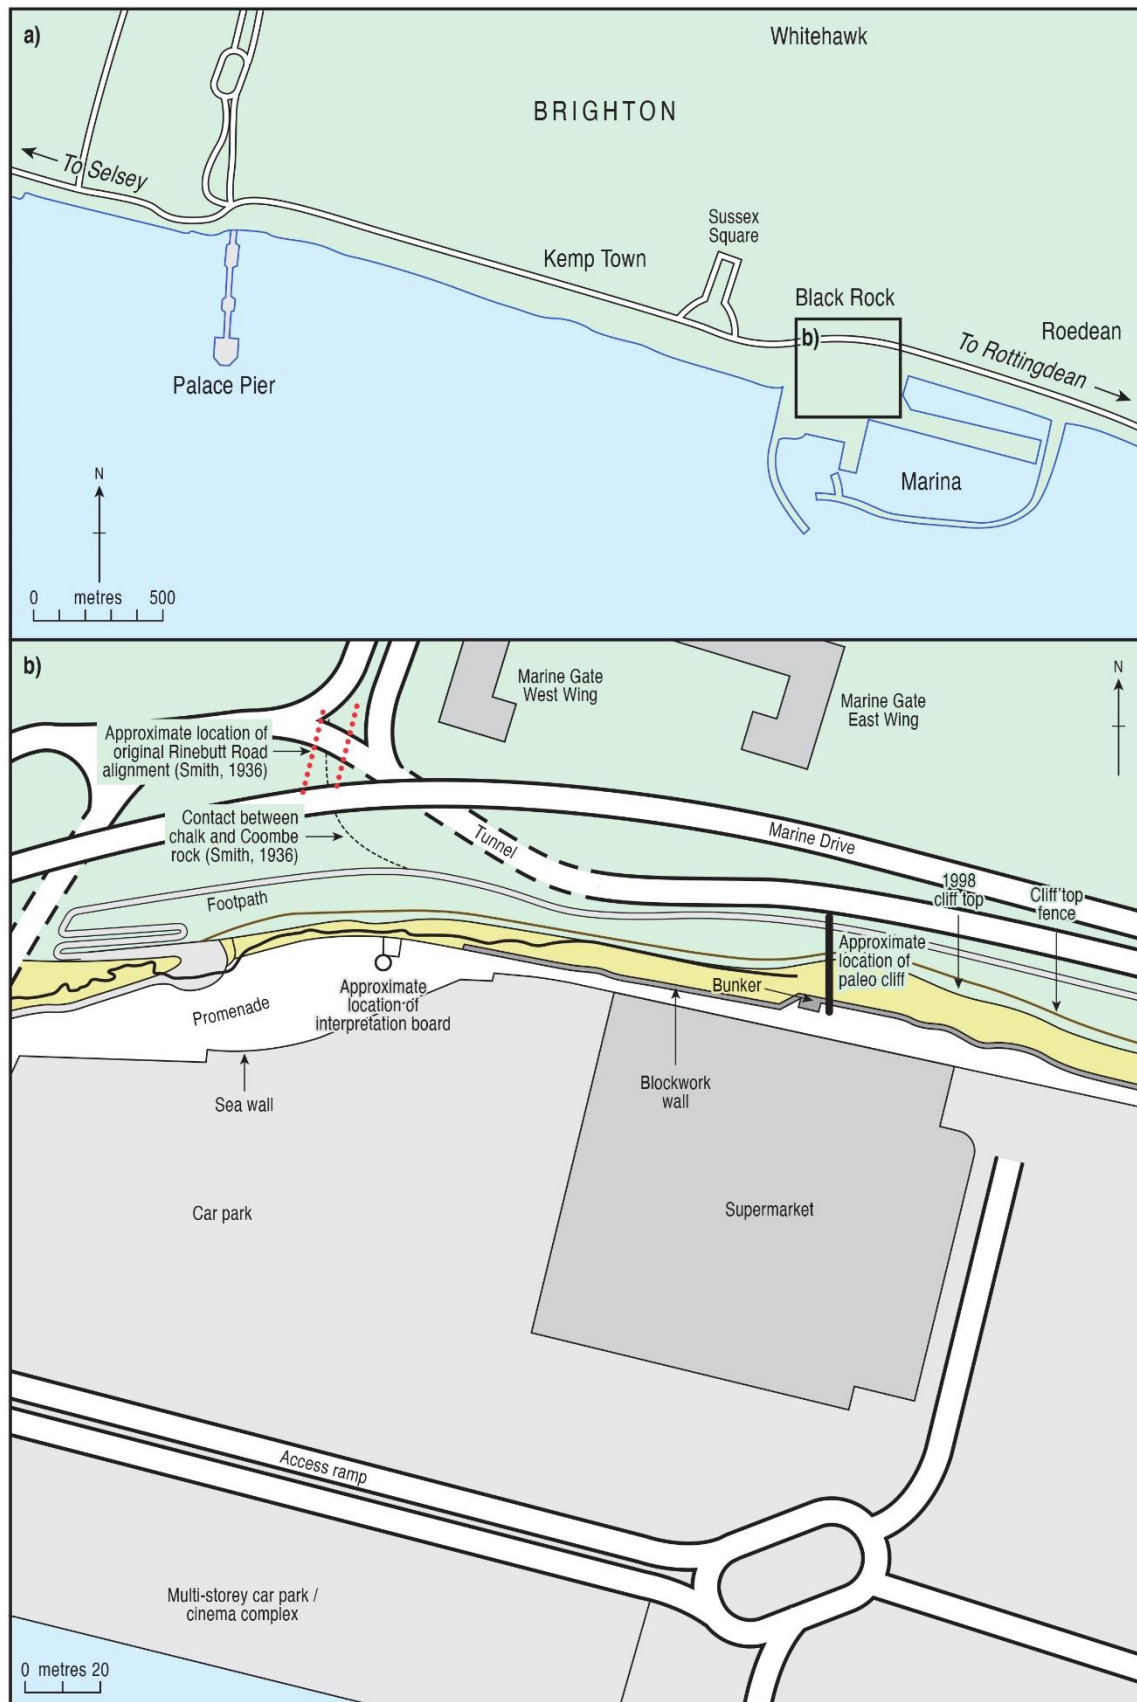 a)
Whitehawk
BRIGHTON
To Selsey
Sussex
Square
Kemp Town
Black Rock
b)
Roedean
To Rottingdean
Palace Pier
Marina
N
0 metres 500
b)
N
Marine Gate
West Wing
Marine Gate
East Wing
Approximate location of
original Rinebutt Road
alignment (Smith, 1936)
Contact between
chalk and Coombe
rock (Smith, 1936)
Tunnel
Marine Drive
1998
cliff top
Cliff top
fence
Footpath
Approximate
location of
paleo cliff
Bunker
Approximate
location of
interpretation board
Promenade
Sea wall
Blockwork
wall
Car park
Supermarket
Access ramp
Multi-storey car park /
cinema complex
0 metres 20